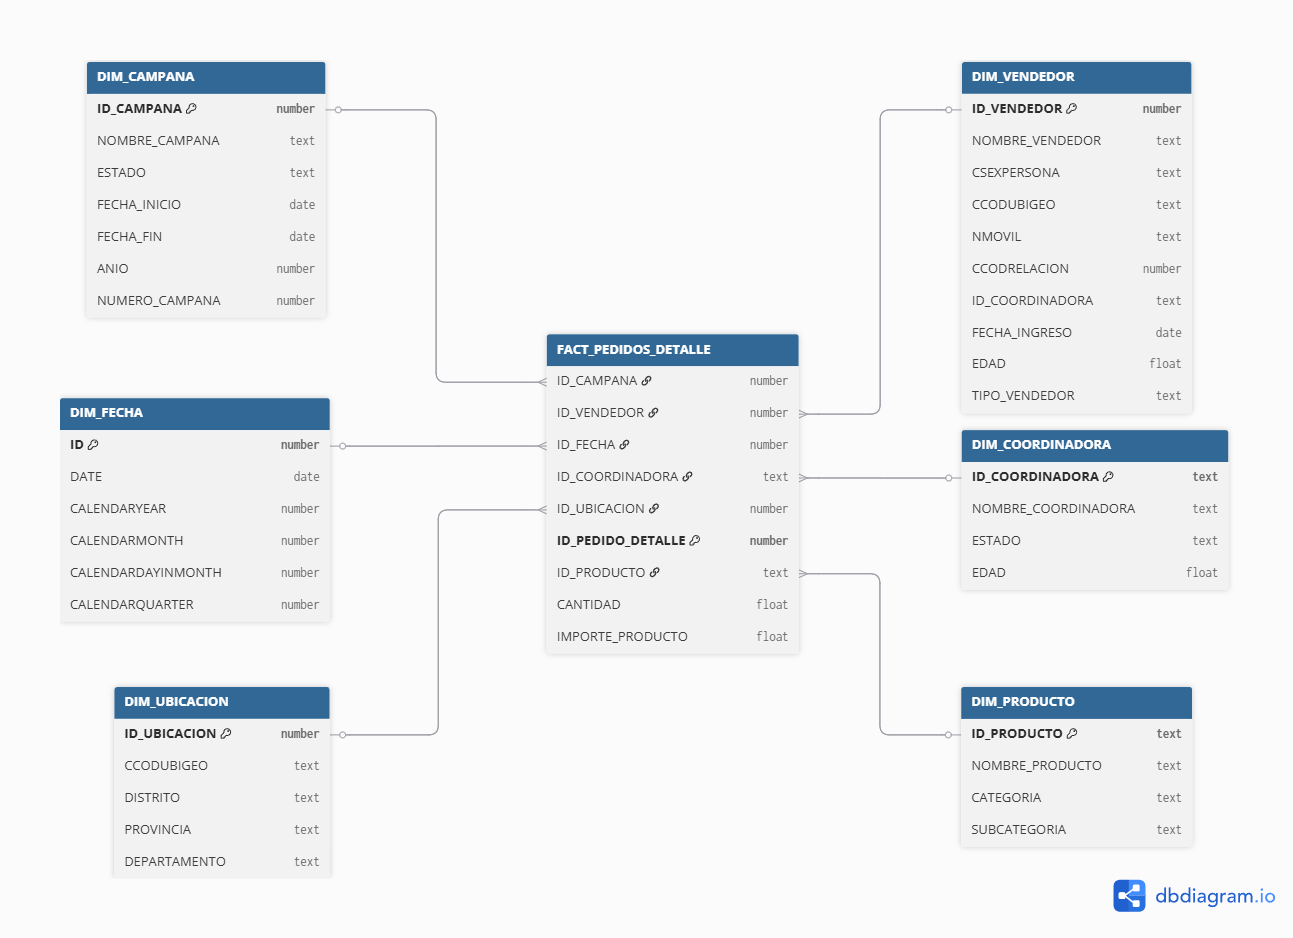 DIM_CAMPANA
ID_CAMPANA number
NOMBRE_CAMPANA text
ESTADO text
FECHA_INICIO date
FECHA_FIN date
ANIO number
NUMERO_CAMPANA number
DIM_FECHA
ID number
DATE date
CALENDARYEAR number
CALENDARMONTH number
CALENDARDAYINMONTH number
CALENDARQUARTER number
DIM_UBICACION
ID_UBICACION number
CCODUBIGEO text
DISTRITO text
PROVINCIA text
DEPARTAMENTO text
FACT_PEDIDOS_DETALLE
ID_CAMPANA number
ID_VENDEDOR number
ID_FECHA number
ID_COORDINADORA text
ID_UBICACION number
ID_PEDIDO_DETALLE number
ID_PRODUCTO text
CANTIDAD float
IMPORTE_PRODUCTO float
DIM_VENDEDOR
ID_VENDEDOR number
NOMBRE_VENDEDOR text
CSEXPERSONA text
CCODUBIGEO text
NMOVIL text
CCODRELACION number
ID_COORDINADORA text
FECHA_INGRESO date
EDAD float
TIPO_VENDEDOR text
DIM_COORDINADORA
ID_COORDINADORA text
NOMBRE_COORDINADORA text
ESTADO text
EDAD float
DIM_PRODUCTO
ID_PRODUCTO text
NOMBRE_PRODUCTO text
CATEGORIA text
SUBCATEGORIA text
dbdiagram.io